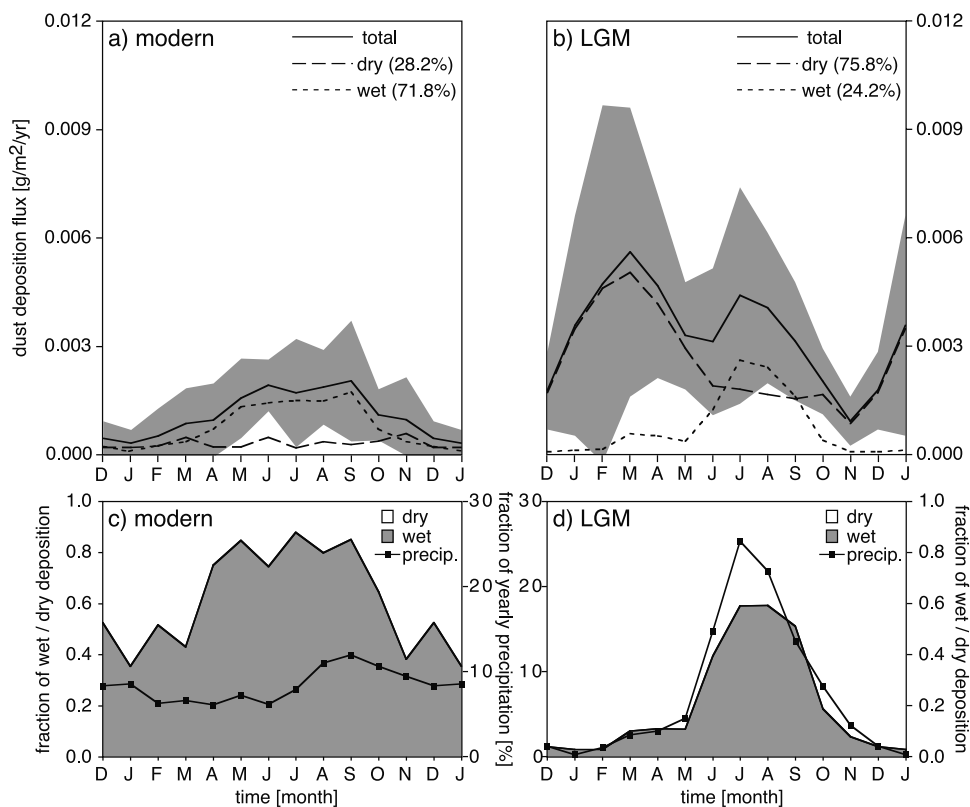 a) modern
total
dry (28.2%)
wet (71.8%)
b) LGM
total
dry (75.8%)
wet (24.2%)
dust deposition flux [g/m2/yr]
0.012
0.009
0.006
0.003
0.000
0.012
0.009
0.006
0.003
0.000
D J F M A M J J A S O N D J
D J F M A M J J A S O N D J
c) modern
dry
wet
precip.
d) LGM
dry
wet
precip.
fraction of wet / dry deposition
1.0
0.8
0.6
0.4
0.2
0.0
30
20
10
0
fraction of yearly precipitation [%]
30
20
10
0
1.0
0.8
0.6
0.4
0.2
0.0
fraction of wet / dry deposition
D J F M A M J J A S O N D J
D J F M A M J J A S O N D J
time [month]
time [month]